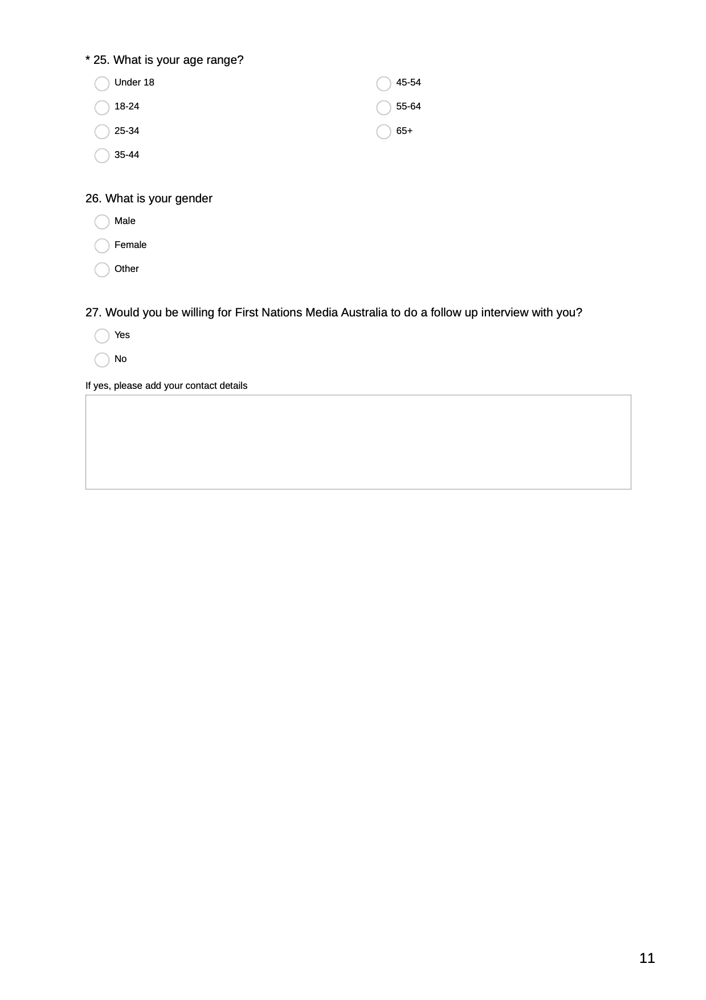 * 25. What is your age range?
Under 18
18-24
25-34
35-44
45-54
55-64
65+
26. What is your gender
Male
Female
Other
27. Would you be willing for First Nations Media Australia to do a follow up interview with you?
Yes
No
If yes, please add your contact details
11